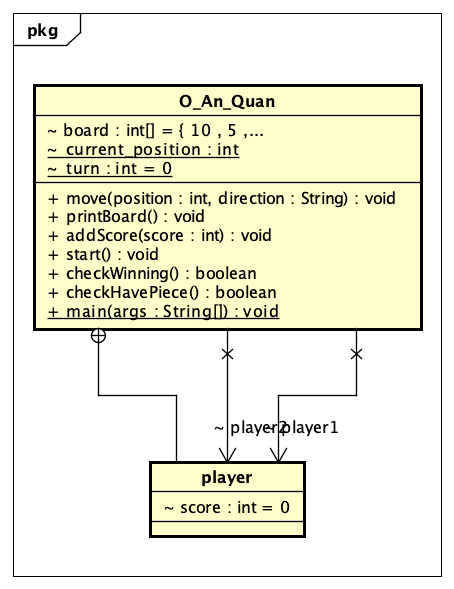 pkg
O_An_Quan
~ board : int[] = { 10 , 5 ,...
~ current_position : int
~ turn : int = 0
+ move(position : int, direction : String) : void
+ printBoard() : void
+ addScore(score : int) : void
+ start() : void
+ checkWinning() : boolean
+ checkHavePiece() : boolean
+ main(args : String[]) : void
~ player2
~ player1
player
~ score : int = 0